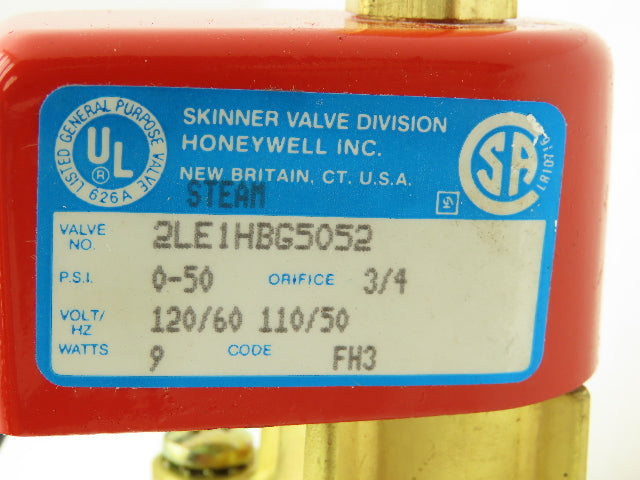 LISTED GENERAL PURPOSE VALVE
UL
®
626A
SKINNER VALVE DIVISION
HONEYWELL INC.
NEW BRITAIN, CT. U.S.A.
STEAM
SA
VALVE NO. 2LE1HBG5052
P.S.I. 0-50 ORIFICE 3/4
VOLT/HZ 120/60 110/50
WATTS 9 CODE FH3